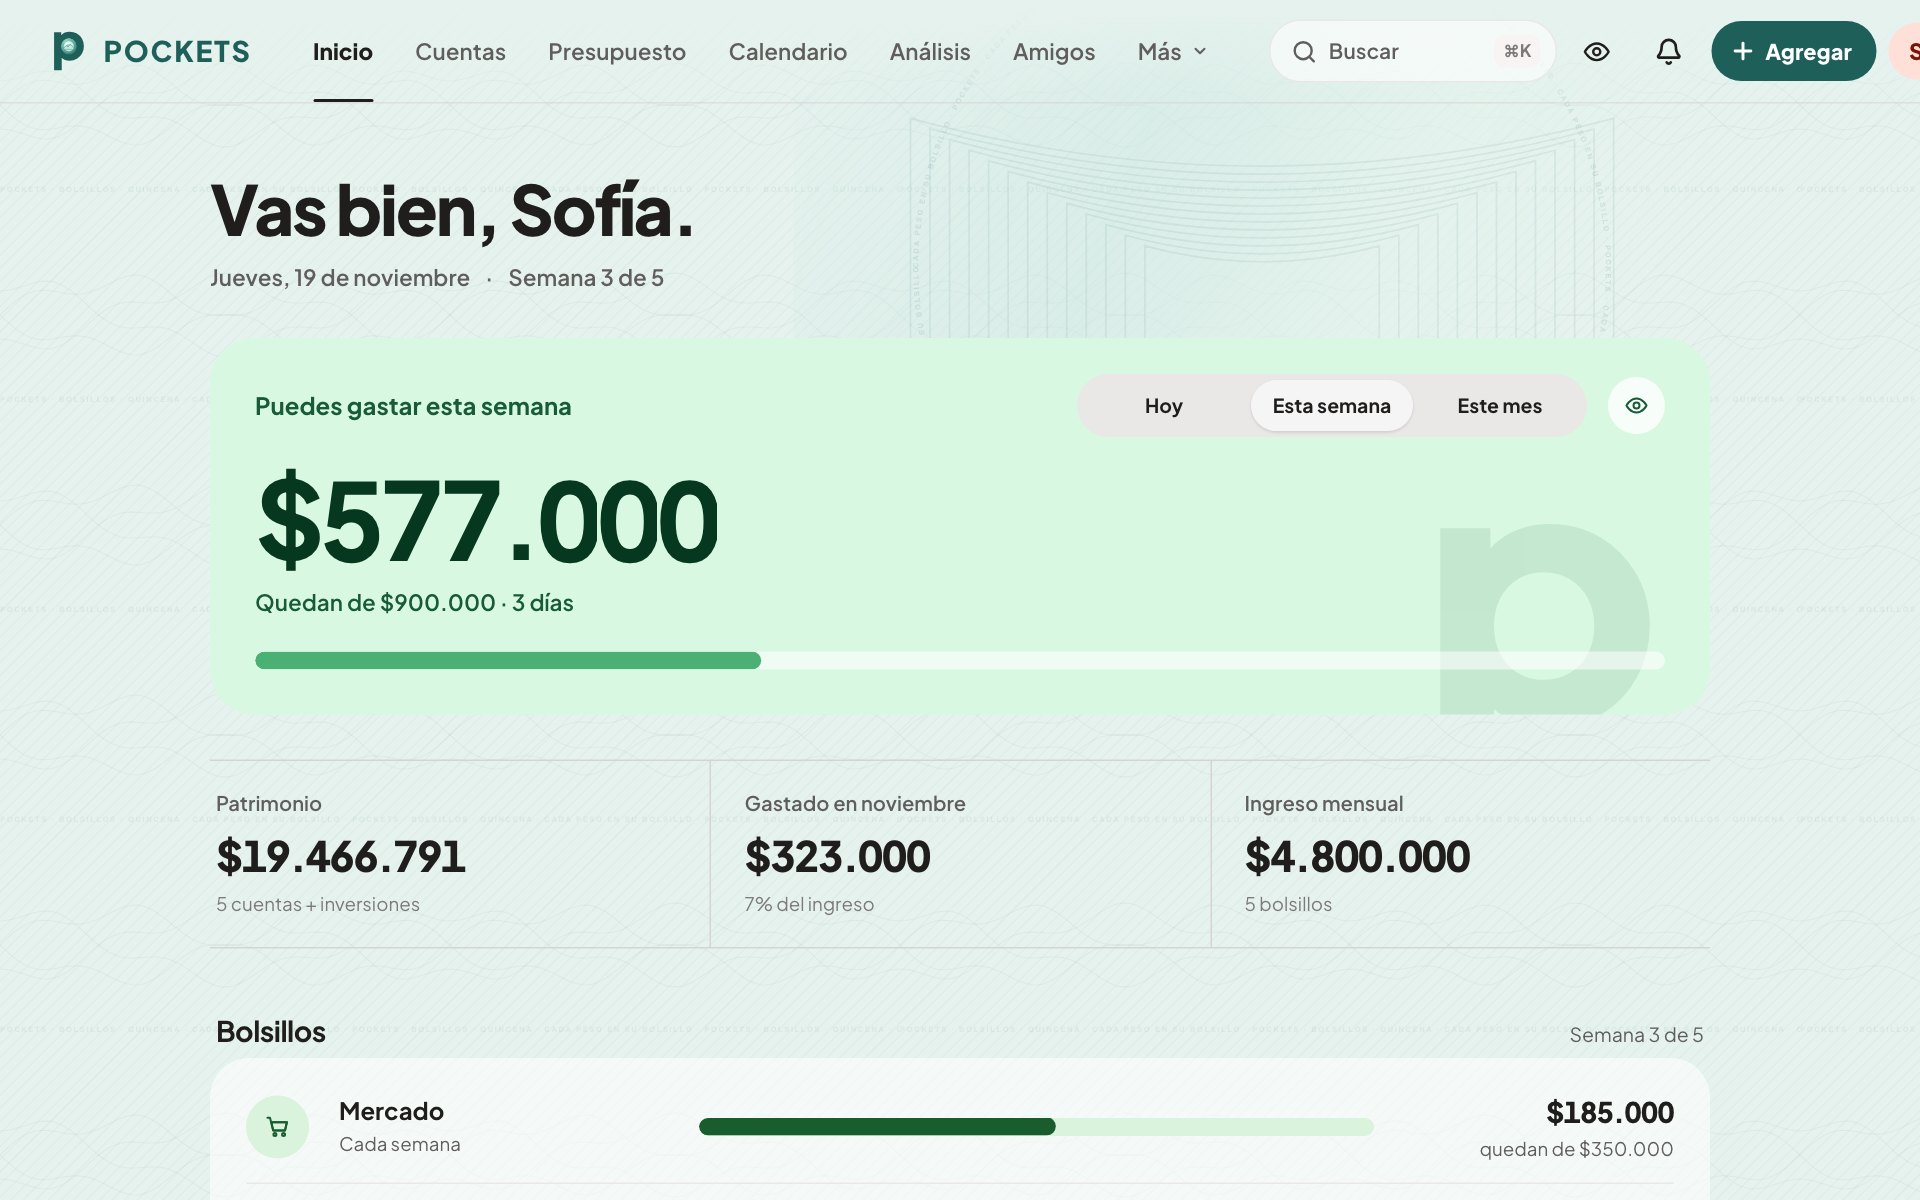 POCKETS
Inicio
Cuentas
Presupuesto
Calendario
Análisis
Amigos
Más
Buscar
⌘K
Agregar
Vas bien, Sofía.
Jueves, 19 de noviembre · Semana 3 de 5
Puedes gastar esta semana
Hoy
Esta semana
Este mes
$577.000
Quedan de $900.000 · 3 días
Patrimonio
$19.466.791
5 cuentas + inversiones
Gastado en noviembre
$323.000
7% del ingreso
Ingreso mensual
$4.800.000
5 bolsillos
Bolsillos
Semana 3 de 5
Mercado
Cada semana
$185.000
quedan de $350.000